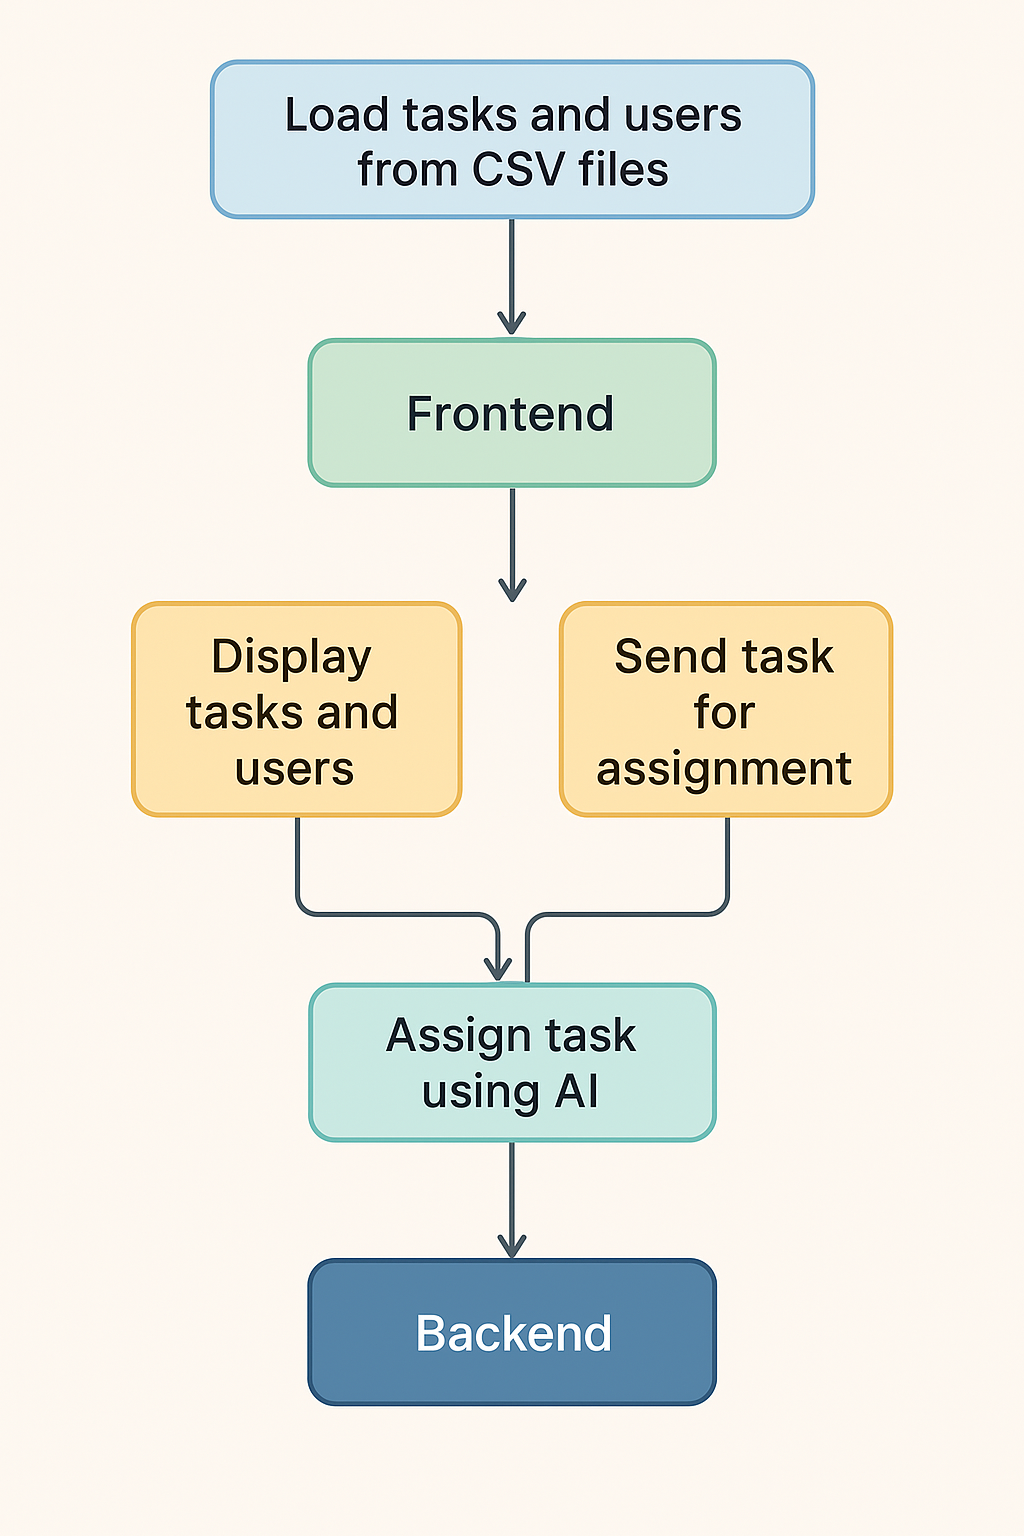 Load tasks and users
from CSV files
Frontend
Display
tasks and
users
Send task
for
assignment
Assign task
using AI
Backend